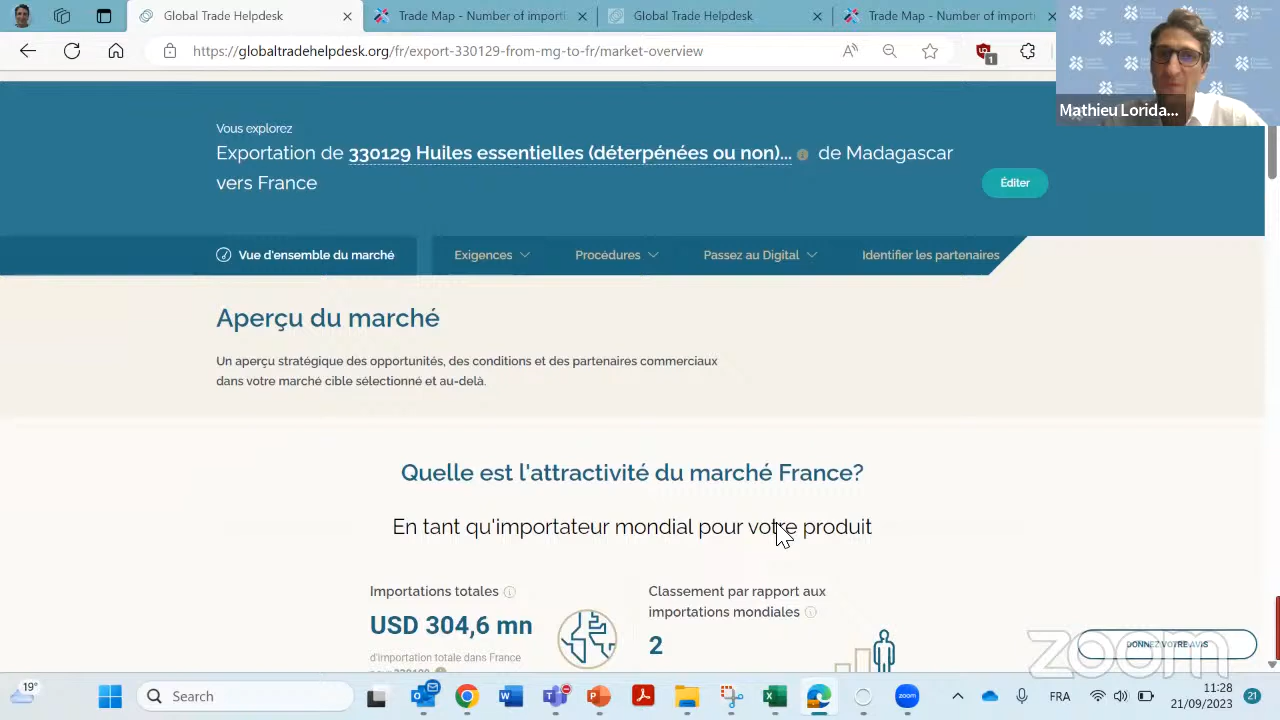 Global Trade Helpdesk
Trade Map - Number of importi
Global Trade Helpdesk
Trade Map - Number of importi
https://globaltradehelpdesk.org/fr/export-330129-from-mg-to-fr/market-overview
1
Mathieu Lorida...
Vous explorez
Exportation de 330129 Huiles essentielles (déterpénées ou non)... de Madagascar
vers France
Éditer
Vue d'ensemble du marché
Exigences
Procédures
Passez au Digital
Identifier les partenaires
Aperçu du marché
Un aperçu stratégique des opportunités, des conditions et des partenaires commerciaux
dans votre marché cible sélectionné et au-delà.
Quelle est l'attractivité du marché France?
En tant qu'importateur mondial pour votre produit
Importations totales
USD 304,6 mn
d'importation totale dans France
Classement par rapport aux
importations mondiales
2
DONNEZ VOTRE AVIS
zoom
19°
Search
zoom
FRA
11:28
21/09/2023
21